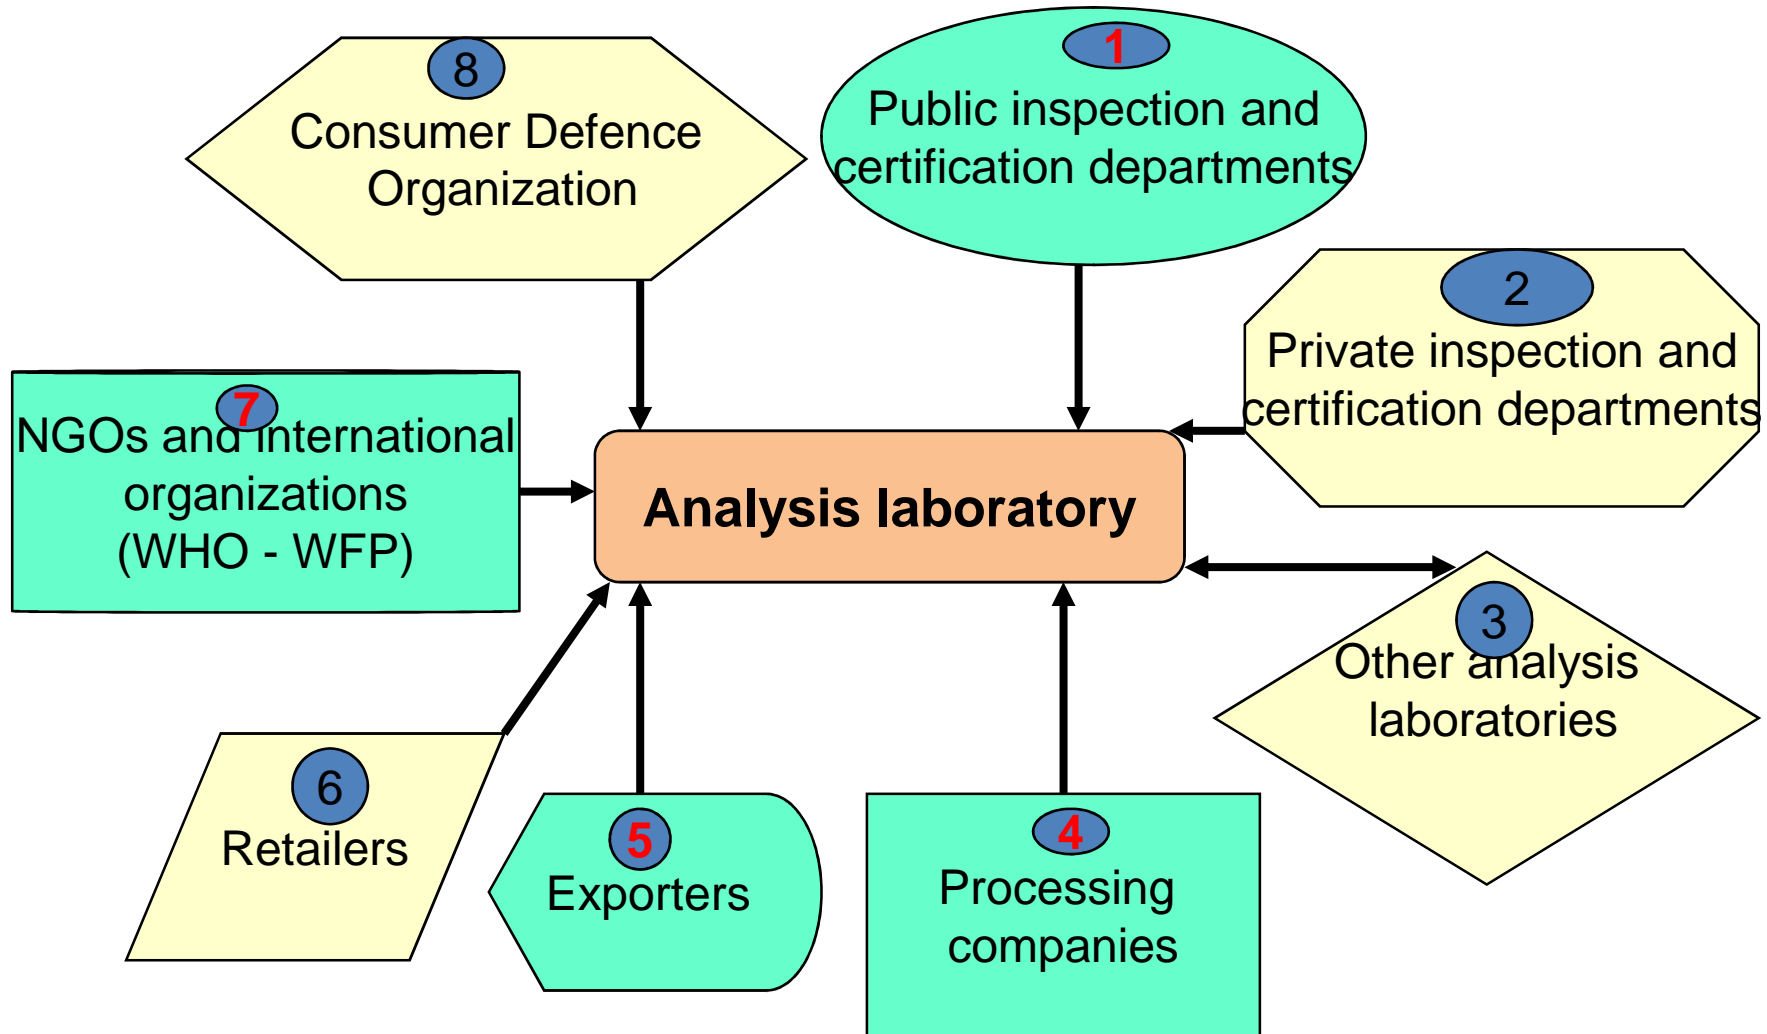 8
Consumer Defence
Organization
1
Public inspection and
certification departments
2
Private inspection and
certification departments
7
NGOs and international
organizations
(WHO - WFP)
Analysis laboratory
3
Other analysis
laboratories
6
Retailers
5
Exporters
4
Processing
companies